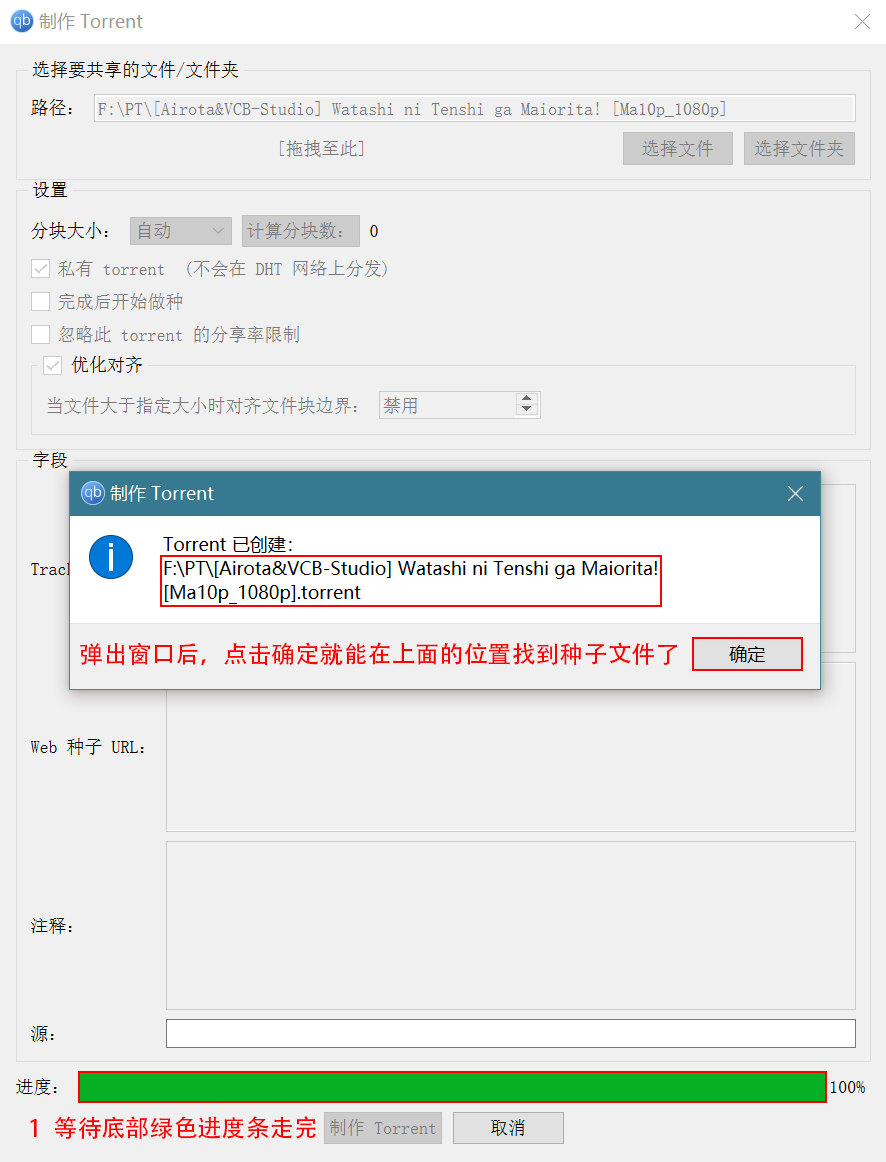 qb 制作 Torrent
选择要共享的文件/文件夹
路径： F:\PT\[Airota&VCB-Studio] Watashi ni Tenshi ga Maiorita! [Ma10p_1080p]
[拖拽至此] 选择文件 选择文件夹
设置
分块大小： 自动 计算分块数： 0
私有 torrent （不会在 DHT 网络上分发）
完成后开始做种
忽略此 torrent 的分享率限制
优化对齐
当文件大于指定大小时对齐文件块边界： 禁用
字段
qb 制作 Torrent
Torrent 已创建：
F:\PT\[Airota&VCB-Studio] Watashi ni Tenshi ga Maiorita!
[Ma10p_1080p].torrent
Track
弹出窗口后，点击确定就能在上面的位置找到种子文件了 确定
Web 种子 URL：
注释：
源：
进度： 100%
1 等待底部绿色进度条走完 制作 Torrent 取消